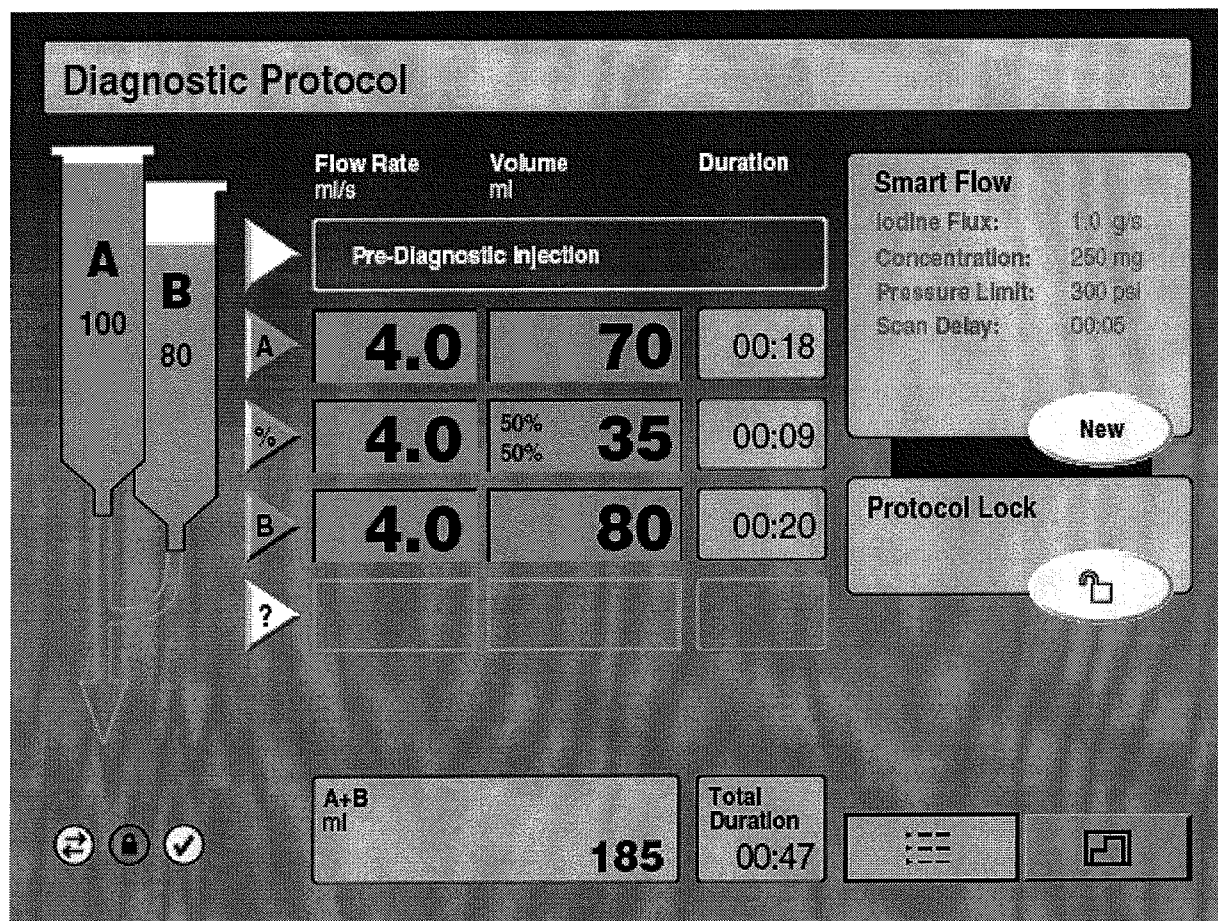 Diagnostic Protocol
Flow Rate
ml/s
Volume
ml
Duration
Pre-Diagnostic Injection
A
100
B
80
A
4.0
70
00:18
%
4.0
50%
50%
35
00:09
B
4.0
80
00:20
?
A+B
ml
185
Total
Duration
00:47
Smart Flow
Iodine Flux: 1.0 g/s
Concentration: 250 mg
Pressure Limit: 300 psi
Scan Delay: 00:05
New
Protocol Lock